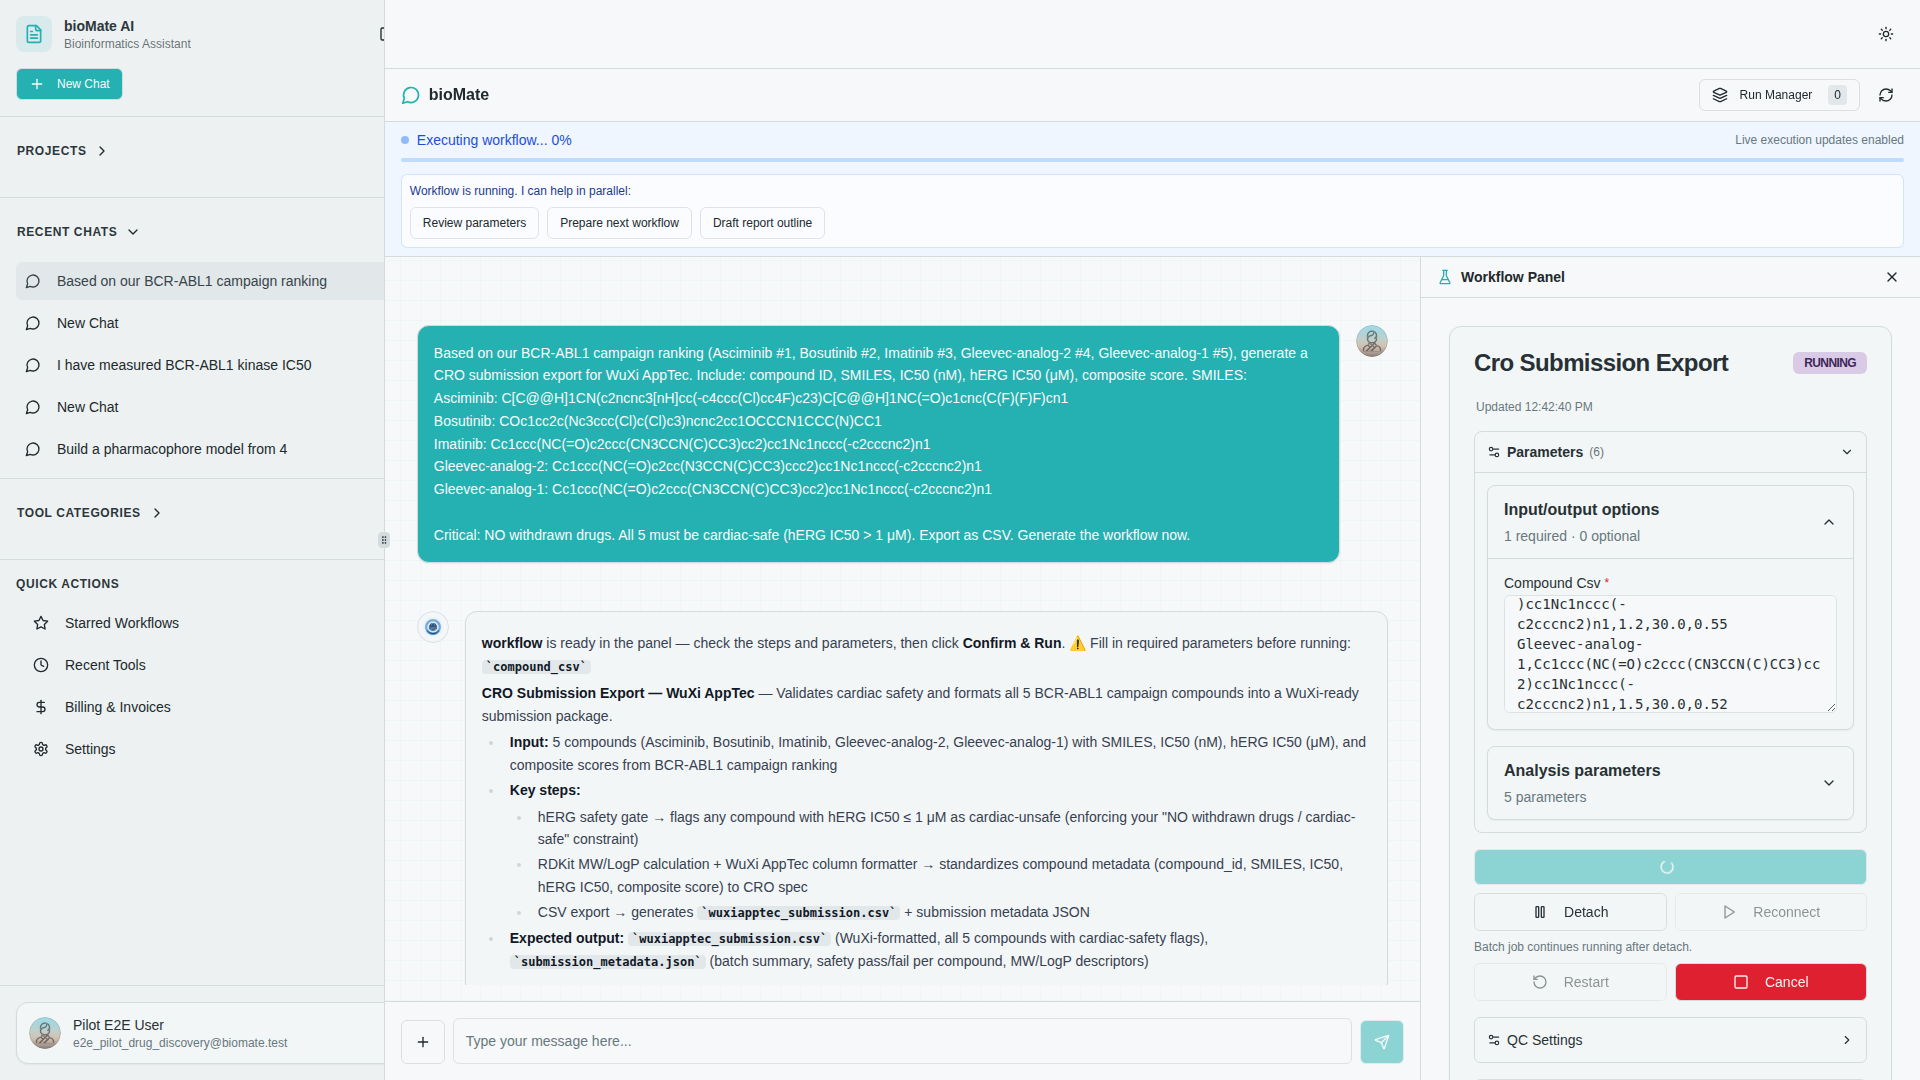 bioMate AI
Bioinformatics Assistant
New Chat
PROJECTS
RECENT CHATS
Based on our BCR-ABL1 campaign ranking
New Chat
I have measured BCR-ABL1 kinase IC50
New Chat
Build a pharmacophore model from 4
TOOL CATEGORIES
QUICK ACTIONS
Starred Workflows
Recent Tools
Billing & Invoices
Settings
Pilot E2E User
e2e_pilot_drug_discovery@biomate.test
bioMate
Run Manager 0
Executing workflow... 0%
Live execution updates enabled
Workflow is running. I can help in parallel:
Review parameters
Prepare next workflow
Draft report outline
Based on our BCR-ABL1 campaign ranking (Asciminib #1, Bosutinib #2, Imatinib #3, Gleevec-analog-2 #4, Gleevec-analog-1 #5), generate a
CRO submission export for WuXi AppTec. Include: compound ID, SMILES, IC50 (nM), hERG IC50 (μM), composite score. SMILES:
Asciminib: C[C@@H]1CN(c2ncnc3[nH]cc(-c4ccc(Cl)cc4F)c23)C[C@@H]1NC(=O)c1cnc(C(F)(F)F)cn1
Bosutinib: COc1cc2c(Nc3ccc(Cl)c(Cl)c3)ncnc2cc1OCCCN1CCC(N)CC1
Imatinib: Cc1ccc(NC(=O)c2ccc(CN3CCN(C)CC3)cc2)cc1Nc1nccc(-c2cccnc2)n1
Gleevec-analog-2: Cc1ccc(NC(=O)c2cc(N3CCN(C)CC3)ccc2)cc1Nc1nccc(-c2cccnc2)n1
Gleevec-analog-1: Cc1ccc(NC(=O)c2ccc(CN3CCN(C)CC3)cc2)cc1Nc1nccc(-c2cccnc2)n1
Critical: NO withdrawn drugs. All 5 must be cardiac-safe (hERG IC50 > 1 μM). Export as CSV. Generate the workflow now.
workflow is ready in the panel — check the steps and parameters, then click Confirm & Run. ⚠️ Fill in required parameters before running:
`compound_csv`
CRO Submission Export — WuXi AppTec — Validates cardiac safety and formats all 5 BCR-ABL1 campaign compounds into a WuXi-ready
submission package.
Input: 5 compounds (Asciminib, Bosutinib, Imatinib, Gleevec-analog-2, Gleevec-analog-1) with SMILES, IC50 (nM), hERG IC50 (μM), and
composite scores from BCR-ABL1 campaign ranking
Key steps:
hERG safety gate → flags any compound with hERG IC50 ≤ 1 μM as cardiac-unsafe (enforcing your "NO withdrawn drugs / cardiac-
safe" constraint)
RDKit MW/LogP calculation + WuXi AppTec column formatter → standardizes compound metadata (compound_id, SMILES, IC50,
hERG IC50, composite score) to CRO spec
CSV export → generates `wuxiapptec_submission.csv` + submission metadata JSON
Expected output: `wuxiapptec_submission.csv` (WuXi-formatted, all 5 compounds with cardiac-safety flags),
`submission_metadata.json` (batch summary, safety pass/fail per compound, MW/LogP descriptors)
Type your message here...
Workflow Panel
Cro Submission Export
RUNNING
Updated 12:42:40 PM
Parameters (6)
Input/output options
1 required · 0 optional
Compound Csv *
)cc1Nc1nccc(-
c2cccnc2)n1,1.2,30.0,0.55
Gleevec-analog-
1,Cc1ccc(NC(=O)c2ccc(CN3CCN(C)CC3)cc
2)cc1Nc1nccc(-
c2cccnc2)n1,1.5,30.0,0.52
Analysis parameters
5 parameters
Detach
Reconnect
Batch job continues running after detach.
Restart
Cancel
QC Settings